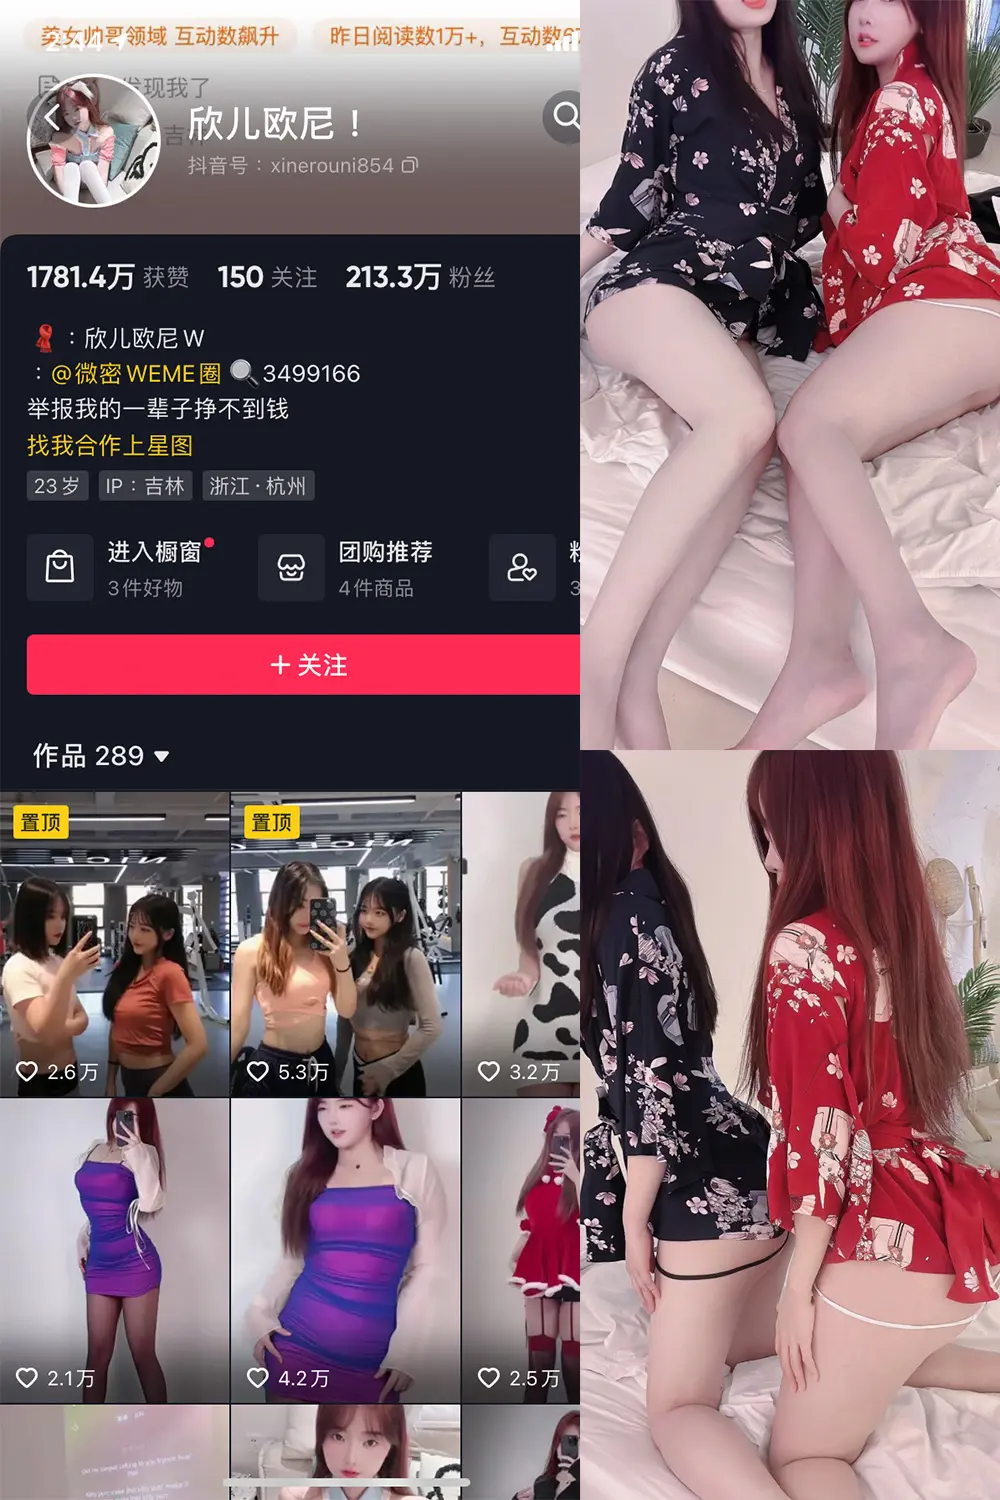 美女帅哥领域 互动数飙升
昨日阅读数1万+，互动数6
2:44
发现我了
欣儿欧尼！
抖音号：xinerouni854
1781.4万 获赞 150 关注 213.3万 粉丝
：欣儿欧尼W
：@微密WEME圈 3499166
举报我的一辈子挣不到钱
找我合作上星图
23岁 IP：吉林 浙江·杭州
进入橱窗 团购推荐
3件好物 4件商品 3
＋关注
作品 289
置顶 置顶
2.6万 5.3万 3.2万
2.1万 4.2万 2.5万